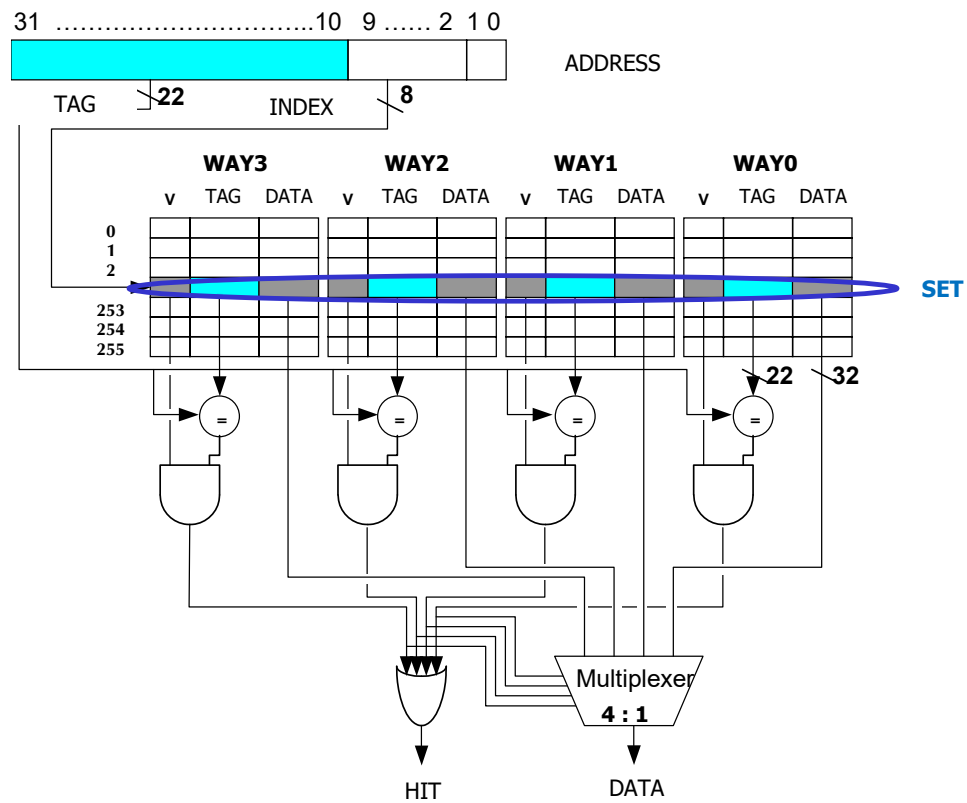 31 ………………………….. 10 9 …… 2 1 0
ADDRESS
TAG 22 INDEX 8
WAY3 WAY2 WAY1 WAY0
V TAG DATA V TAG DATA V TAG DATA V TAG DATA
0
1
2
SET
253
254
255
22 32
= = = =
Multiplexer
4 : 1
HIT DATA